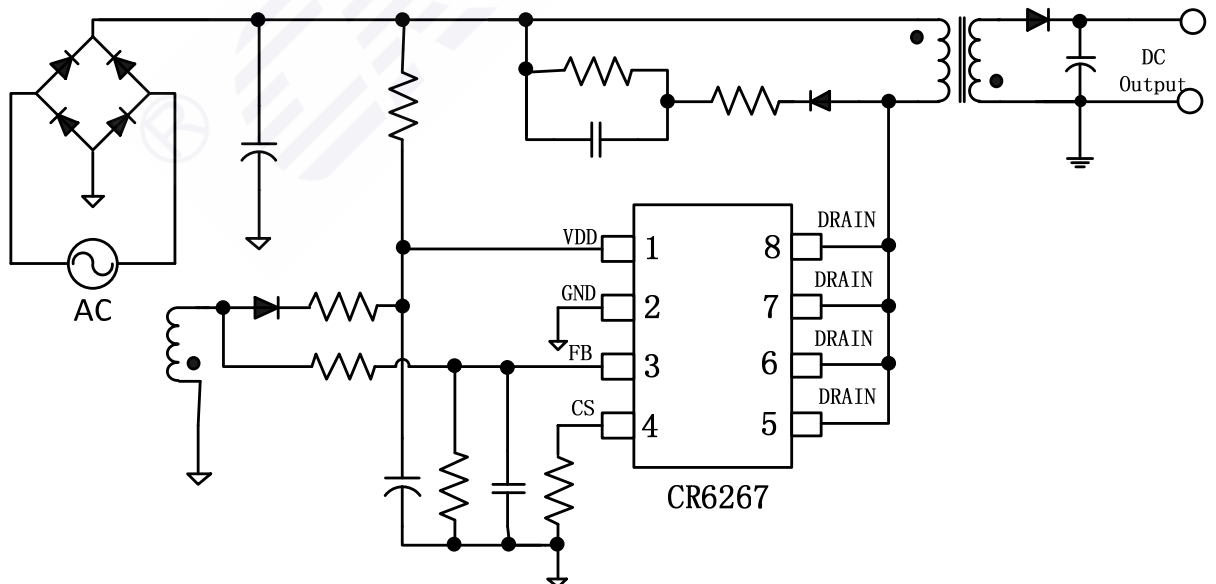 DC
Output
DRAIN
VDD
1
8
DRAIN
GND
2
7
AC
DRAIN
FB
3
6
DRAIN
CS
4
5
CR6267
®